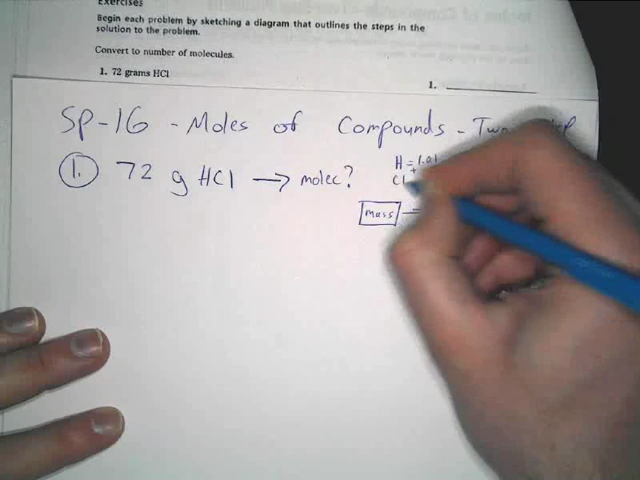 Exercises
Begin each problem by sketching a diagram that outlines the steps in the
solution to the problem.
Convert to number of molecules.
1. 72 grams HCl 1.
SP-16 - Moles of Compounds -
1. 72 g HCl → molec? H = 1.01
+
Cl
mass